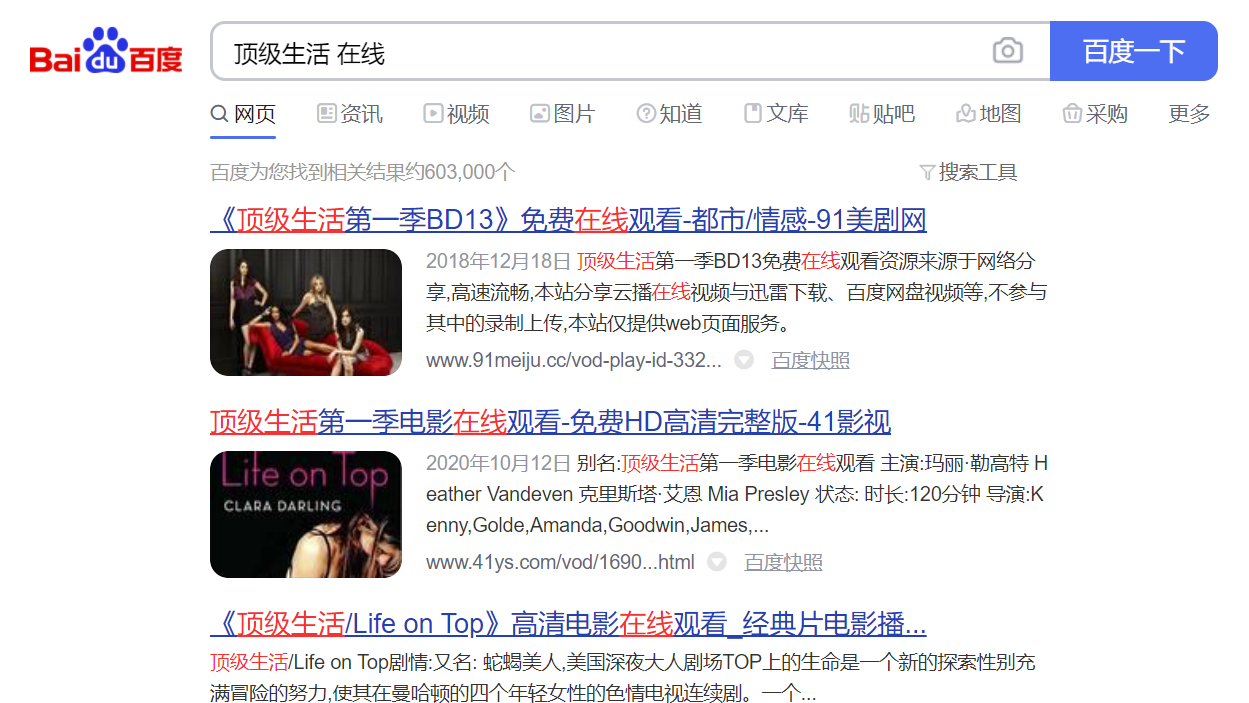 Bai du 百度
顶级生活 在线
百度一下
网页 资讯 视频 图片 知道 文库 贴贴吧 地图 采购 更多
百度为您找到相关结果约603,000个
搜索工具
《顶级生活第一季BD13》免费在线观看-都市/情感-91美剧网
2018年12月18日 顶级生活第一季BD13免费在线观看资源来源于网络分
享,高速流畅,本站分享云播在线视频与迅雷下载、百度网盘视频等,不参与
其中的录制上传,本站仅提供web页面服务。
www.91meiju.cc/vod-play-id-332... 百度快照
顶级生活第一季电影在线观看-免费HD高清完整版-41影视
Life on Top
CLARA DARLING
2020年10月12日 别名:顶级生活第一季电影在线观看 主演:玛丽·勒高特 H
eather Vandeven 克里斯塔·艾恩 Mia Presley 状态: 时长:120分钟 导演:K
enny,Golde,Amanda,Goodwin,James,...
www.41ys.com/vod/1690...html 百度快照
《顶级生活/Life on Top》高清电影在线观看_经典片电影播...
顶级生活/Life on Top剧情:又名: 蛇蝎美人,美国深夜大人剧场TOP上的生命是一个新的探索性别充
满冒险的努力,使其在曼哈顿的四个年轻女性的色情电视连续剧。一个...